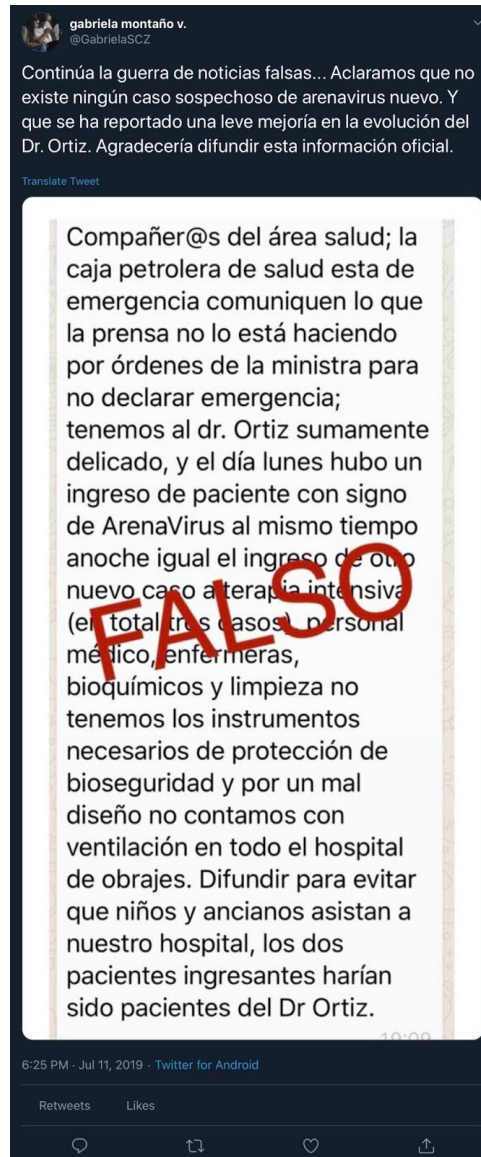 gabriela montaño v.
@GabrielaSCZ
Continúa la guerra de noticias falsas... Aclaramos que no
existe ningún caso sospechoso de arenavirus nuevo. Y
que se ha reportado una leve mejoría en la evolución del
Dr. Ortiz. Agradecería difundir esta información oficial.
Translate Tweet
Compañer@s del área salud; la
caja petrolera de salud esta de
emergencia comuniquen lo que
la prensa no lo está haciendo
por órdenes de la ministra para
no declarar emergencia;
tenemos al dr. Ortiz sumamente
delicado, y el día lunes hubo un
ingreso de paciente con signo
de ArenaVirus al mismo tiempo
anoche igual el ingreso de otro
nuevo caso a terapia intensiva
(en total tres casos), personal
médico, enfermeras,
bioquímicos y limpieza no
tenemos los instrumentos
necesarios de protección de
bioseguridad y por un mal
diseño no contamos con
ventilación en todo el hospital
de obrajes. Difundir para evitar
que niños y ancianos asistan a
nuestro hospital, los dos
pacientes ingresantes harían
sido pacientes del Dr Ortiz.
FALSO
6:25 PM · Jul 11, 2019 · Twitter for Android
Retweets Likes